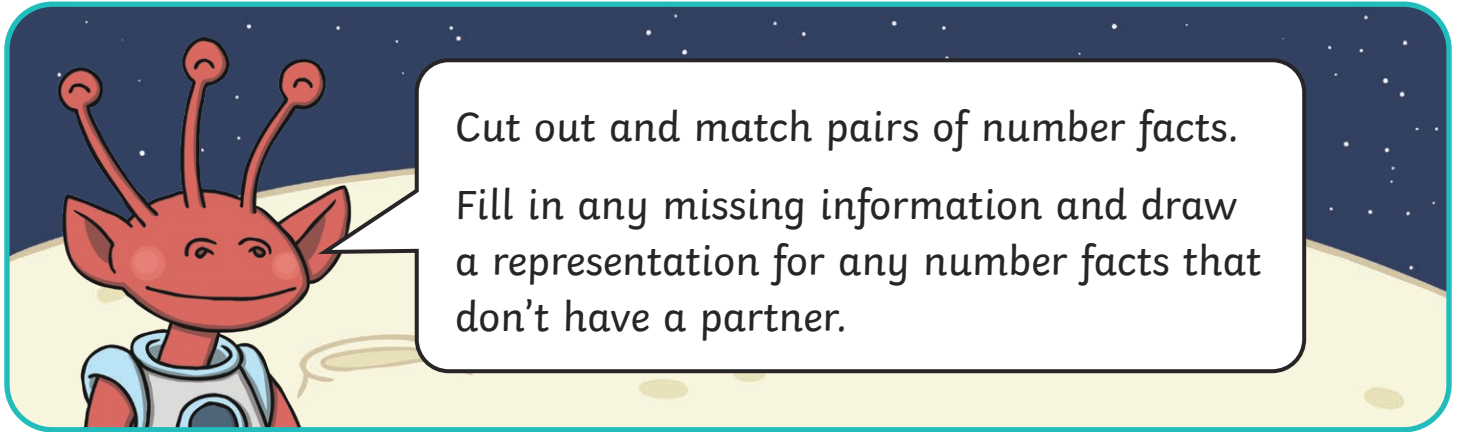 Cut out and match pairs of number facts.
Fill in any missing information and draw
a representation for any number facts that
don't have a partner.